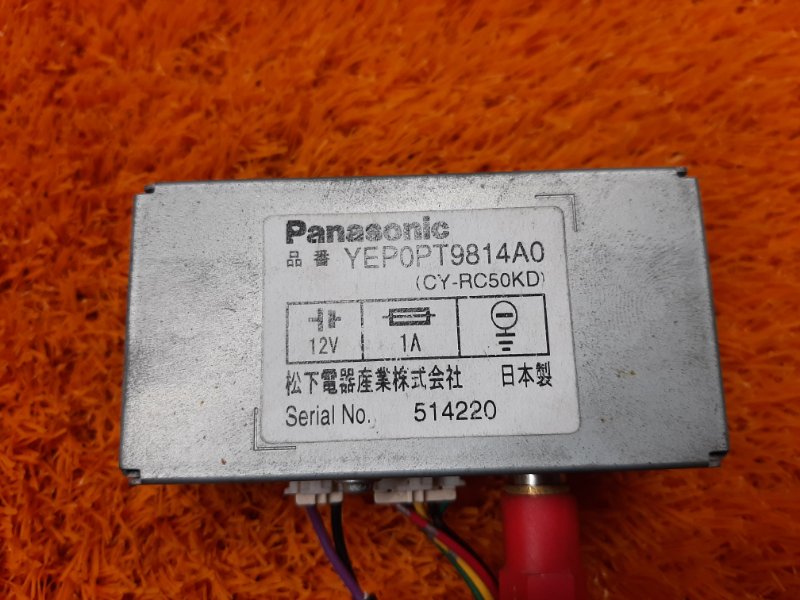 Panasonic
品番 YEP0PT9814A0
(CY-RC50KD)
12V 1A
松下電器産業株式会社 日本製
Serial No. 514220